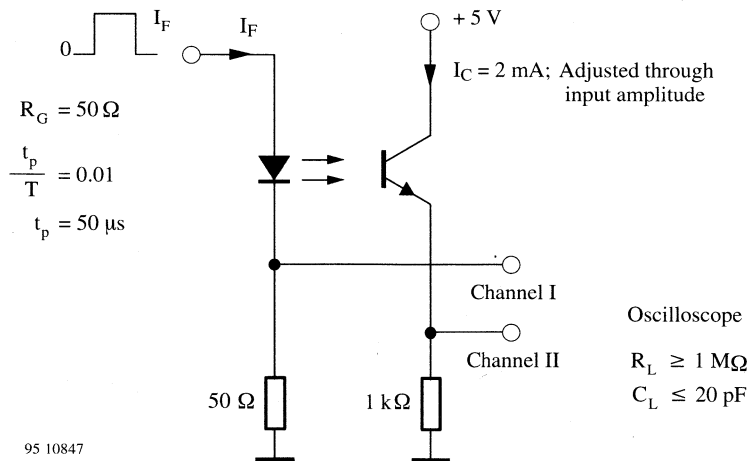 I_F
0
I_F
+ 5 V
I_C = 2 mA; Adjusted through
input amplitude
R_G = 50 Ω
t_p
T
= 0.01
t_p = 50 µs
Channel I
Channel II
50 Ω
1 kΩ
Oscilloscope
R_L ≥ 1 MΩ
C_L ≤ 20 pF
95 10847